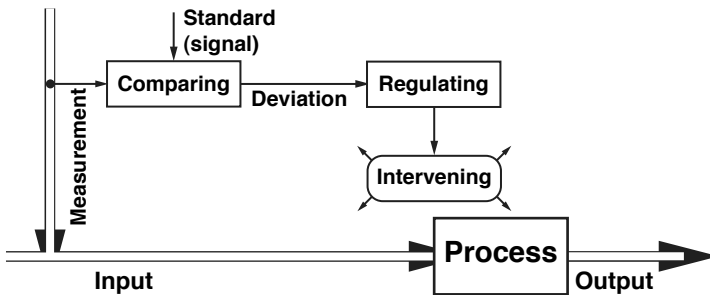 Standard
(signal)
Comparing
Deviation
Regulating
Measurement
Intervening
Process
Input
Output